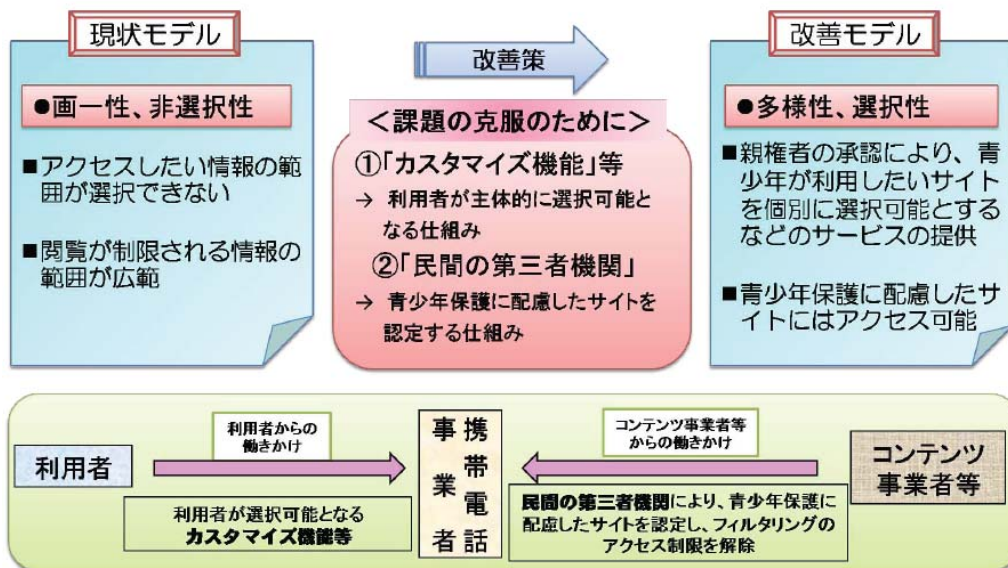 現状モデル
●画一性、非選択性
■アクセスしたい情報の範
囲が選択できない
■閲覧が制限される情報の
範囲が広範
改善策
＜課題の克服のために＞
①「カスタマイズ機能」等
→ 利用者が主体的に選択可能と
なる仕組み
②「民間の第三者機関」
→ 青少年保護に配慮したサイトを
認定する仕組み
改善モデル
●多様性、選択性
■親権者の承認により、青
少年が利用したいサイト
を個別に選択可能とする
などのサービスの提供
■青少年保護に配慮したサ
イトにはアクセス可能
利用者
利用者からの
働きかけ
利用者が選択可能となる
カスタマイズ機能等
携帯電話
事業者
コンテンツ事業者等
からの働きかけ
民間の第三者機関により、青少年保護に
配慮したサイトを認定し、フィルタリングの
アクセス制限を解除
コンテンツ
事業者等